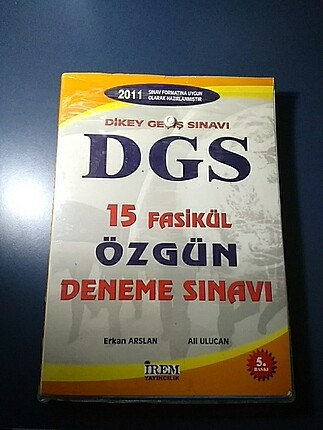 2011 SINAV FORMATINA UYGUN
OLARAK HAZIRLANMIŞTIR
DİKEY GEÇİŞ SINAVI
DGS
15 FASİKÜL
ÖZGÜN
DENEME SINAVI
Erkan ARSLAN Ali ULUCAN
İREM
YAYINCILIK
5.
BASKI